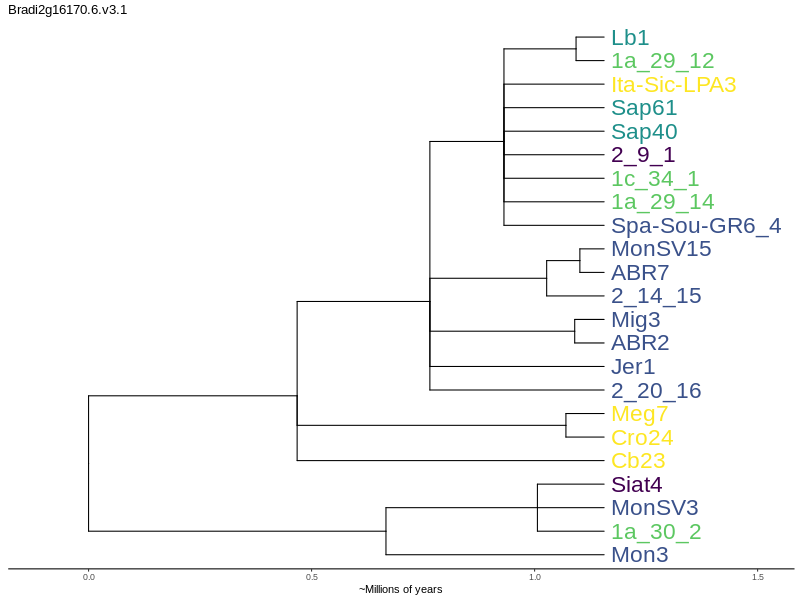 Bradi2g16170.6.v3.1
Lb1
1a_29_12
Ita-Sic-LPA3
Sap61
Sap40
2_9_1
1c_34_1
1a_29_14
Spa-Sou-GR6_4
MonSV15
ABR7
2_14_15
Mig3
ABR2
Jer1
2_20_16
Meg7
Cro24
Cb23
Siat4
MonSV3
1a_30_2
Mon3
0.0 0.5 1.0 1.5
~Millions of years